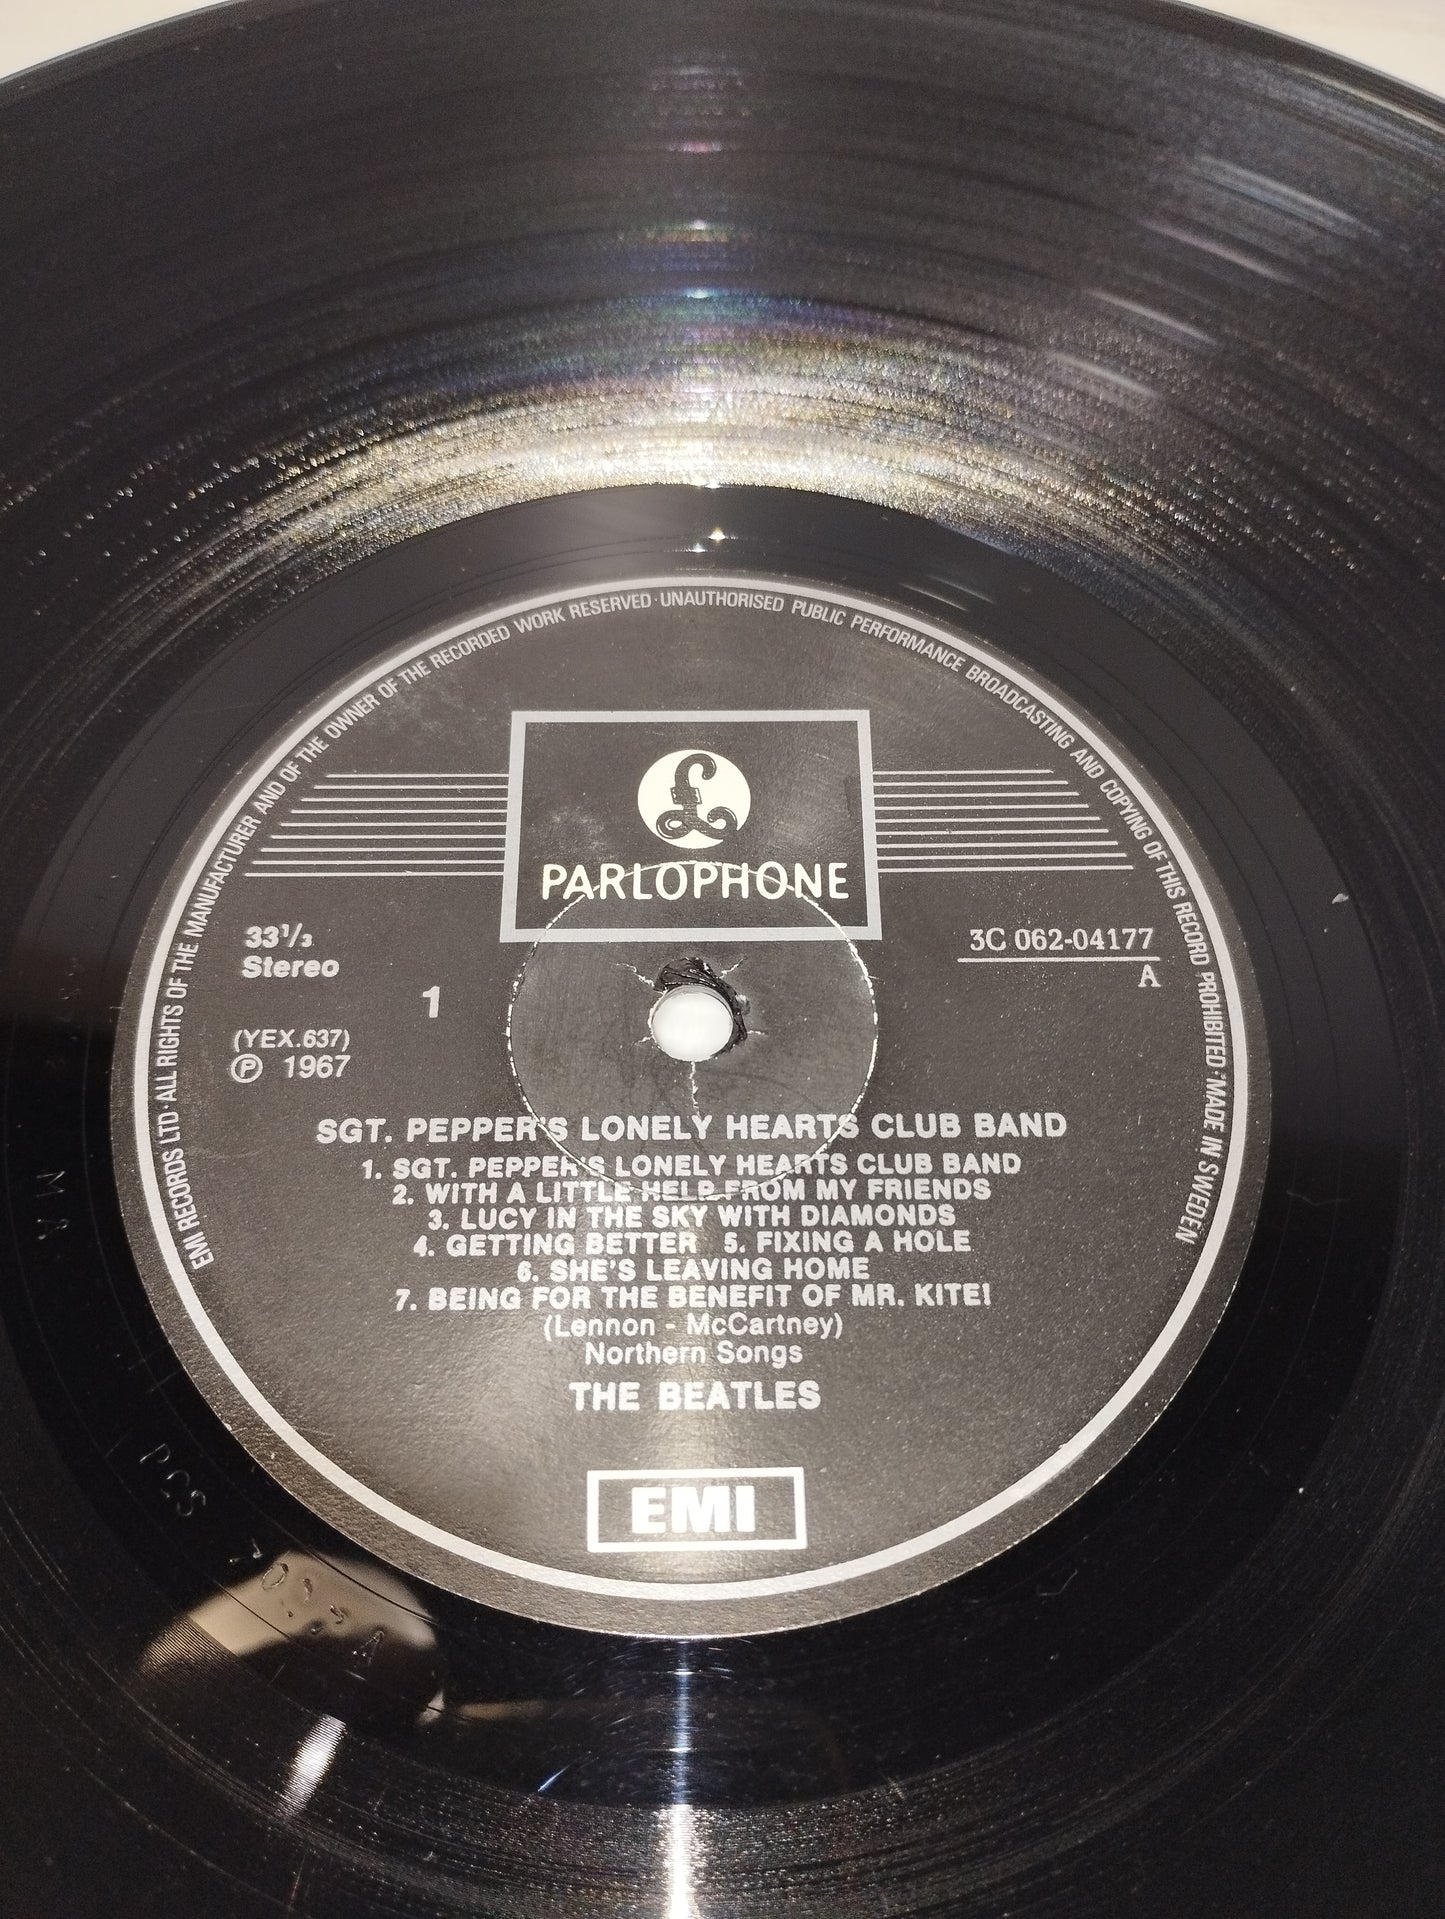 EMI RECORDS LTD·ALL RIGHTS OF THE MANUFACTURER AND OF THE OWNER OF THE RECORDED WORK RESERVED·UNAUTHORISED PUBLIC PERFORMANCE BROADCASTING AND COPYING OF THIS RECORD PROHIBITED·MADE IN SWEDEN
£
PARLOPHONE
33 1/3
Stereo
3C 062-04177
A
1
(YEX.637)
Ⓟ 1967
SGT. PEPPER'S LONELY HEARTS CLUB BAND
1. SGT. PEPPER'S LONELY HEARTS CLUB BAND
2. WITH A LITTLE HELP FROM MY FRIENDS
3. LUCY IN THE SKY WITH DIAMONDS
4. GETTING BETTER 5. FIXING A HOLE
6. SHE'S LEAVING HOME
7. BEING FOR THE BENEFIT OF MR. KITE!
(Lennon - McCartney)
Northern Songs
THE BEATLES
EMI
PCS 7027 A